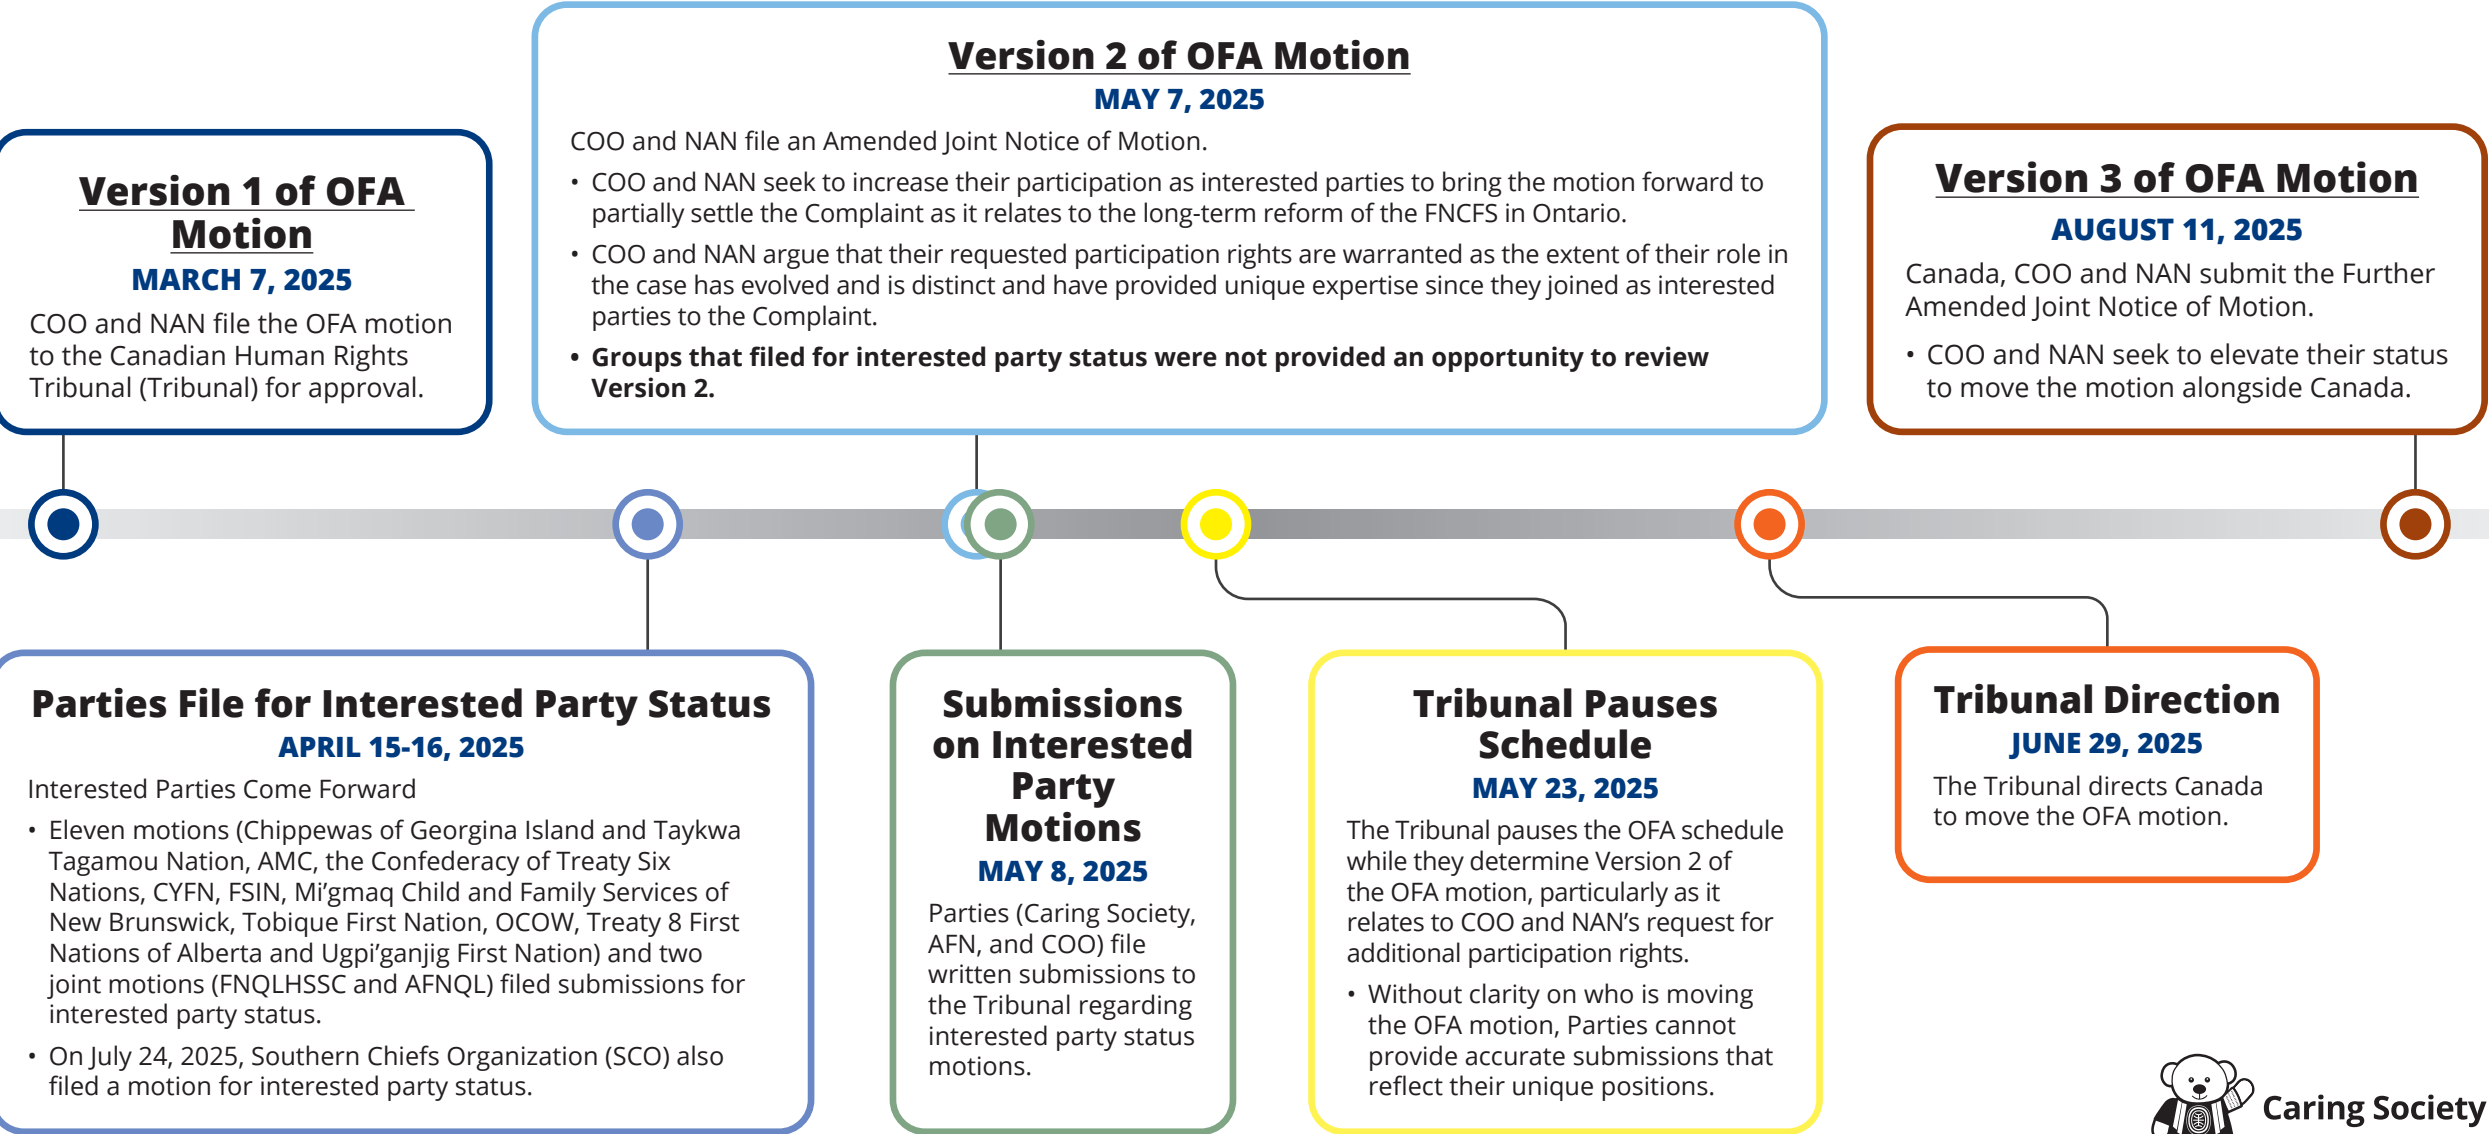 Version 1 of OFA
Motion
MARCH 7, 2025
COO and NAN file the OFA motion
to the Canadian Human Rights
Tribunal (Tribunal) for approval.
Version 2 of OFA Motion
MAY 7, 2025
COO and NAN file an Amended Joint Notice of Motion.
• COO and NAN seek to increase their participation as interested parties to bring the motion forward to
partially settle the Complaint as it relates to the long-term reform of the FNCFS in Ontario.
• COO and NAN argue that their requested participation rights are warranted as the extent of their role in
the case has evolved and is distinct and have provided unique expertise since they joined as interested
parties to the Complaint.
• Groups that filed for interested party status were not provided an opportunity to review
Version 2.
Version 3 of OFA Motion
AUGUST 11, 2025
Canada, COO and NAN submit the Further
Amended Joint Notice of Motion.
• COO and NAN seek to elevate their status
to move the motion alongside Canada.
Parties File for Interested Party Status
APRIL 15-16, 2025
Interested Parties Come Forward
• Eleven motions (Chippewas of Georgina Island and Taykwa
Tagamou Nation, AMC, the Confederacy of Treaty Six
Nations, CYFN, FSIN, Mi’gmaq Child and Family Services of
New Brunswick, Tobique First Nation, OCOW, Treaty 8 First
Nations of Alberta and Ugpi’ganjig First Nation) and two
joint motions (FNQLHSSC and AFNQL) filed submissions for
interested party status.
• On July 24, 2025, Southern Chiefs Organization (SCO) also
filed a motion for interested party status.
Submissions
on Interested
Party
Motions
MAY 8, 2025
Parties (Caring Society,
AFN, and COO) file
written submissions to
the Tribunal regarding
interested party status
motions.
Tribunal Pauses
Schedule
MAY 23, 2025
The Tribunal pauses the OFA schedule
while they determine Version 2 of
the OFA motion, particularly as it
relates to COO and NAN’s request for
additional participation rights.
• Without clarity on who is moving
the OFA motion, Parties cannot
provide accurate submissions that
reflect their unique positions.
Tribunal Direction
JUNE 29, 2025
The Tribunal directs Canada
to move the OFA motion.
Caring Society